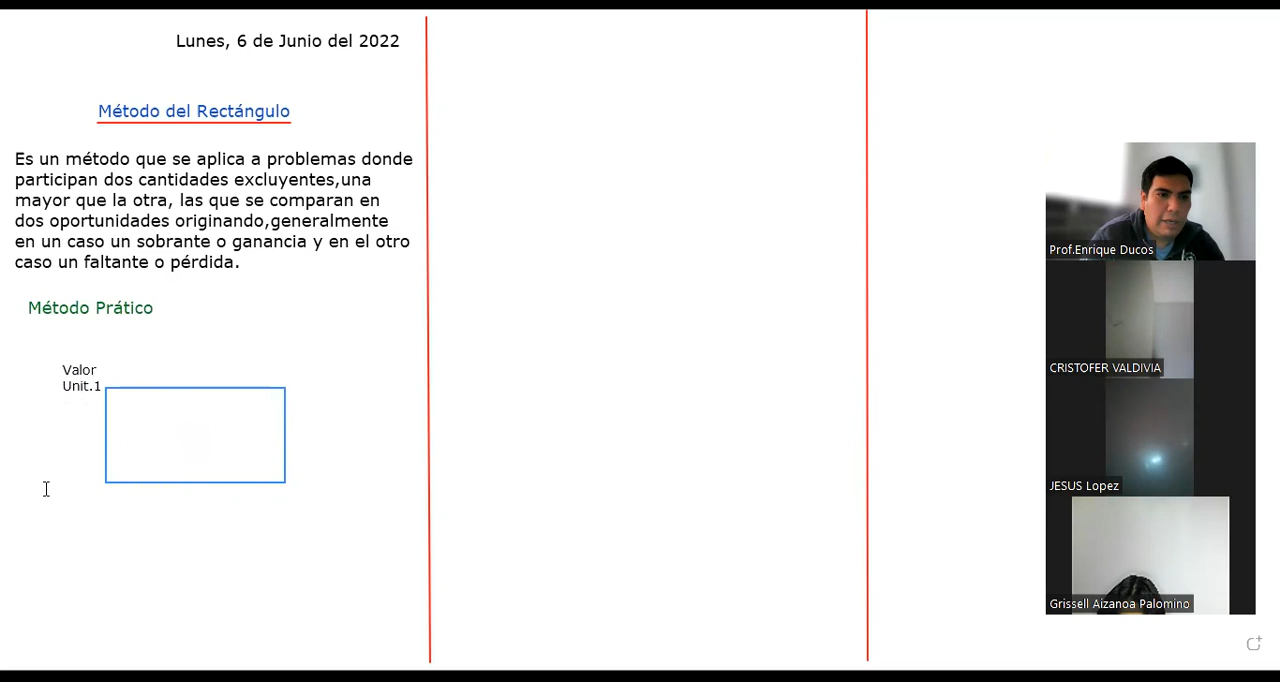 Lunes, 6 de Junio del 2022
Método del Rectángulo
Es un método que se aplica a problemas donde
participan dos cantidades excluyentes,una
mayor que la otra, las que se comparan en
dos oportunidades originando,generalmente
en un caso un sobrante o ganancia y en el otro
caso un faltante o pérdida.
Método Prático
Valor
Unit.1
Prof.Enrique Ducos
CRISTOFER VALDIVIA
JESUS Lopez
Grissell Aizanoa Palomino